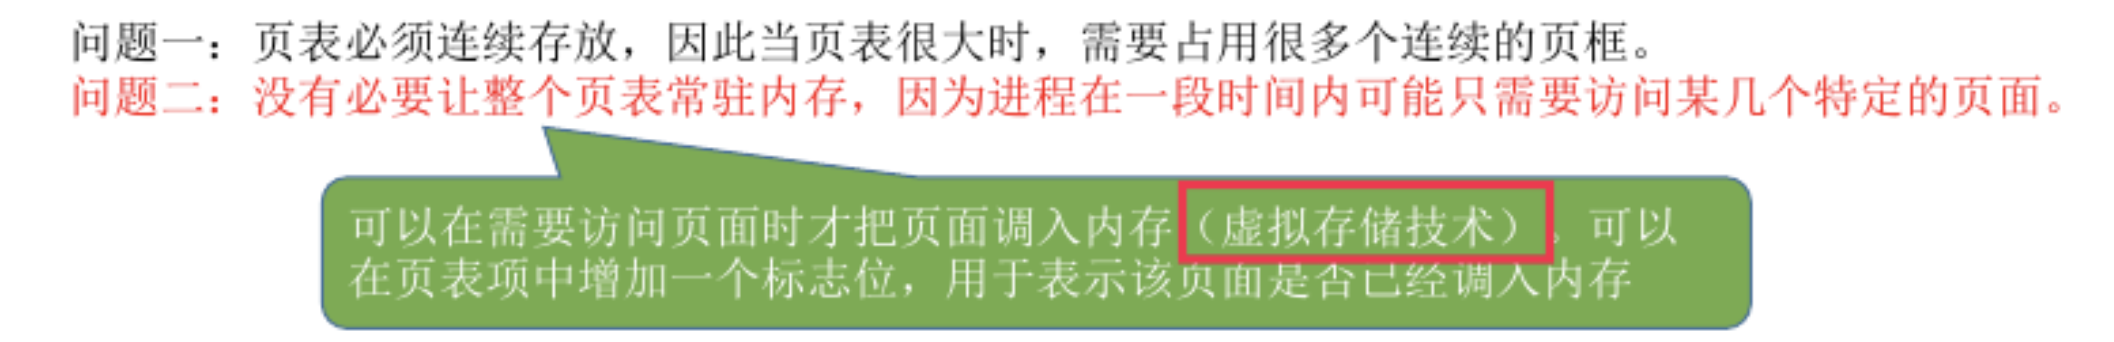 问题一：页表必须连续存放，因此当页表很大时，需要占用很多个连续的页框。
问题二：没有必要让整个页表常驻内存，因为进程在一段时间内可能只需要访问某几个特定的页面。
可以在需要访问页面时才把页面调入内存（虚拟存储技术）。可以
在页表项中增加一个标志位，用于表示该页面是否已经调入内存